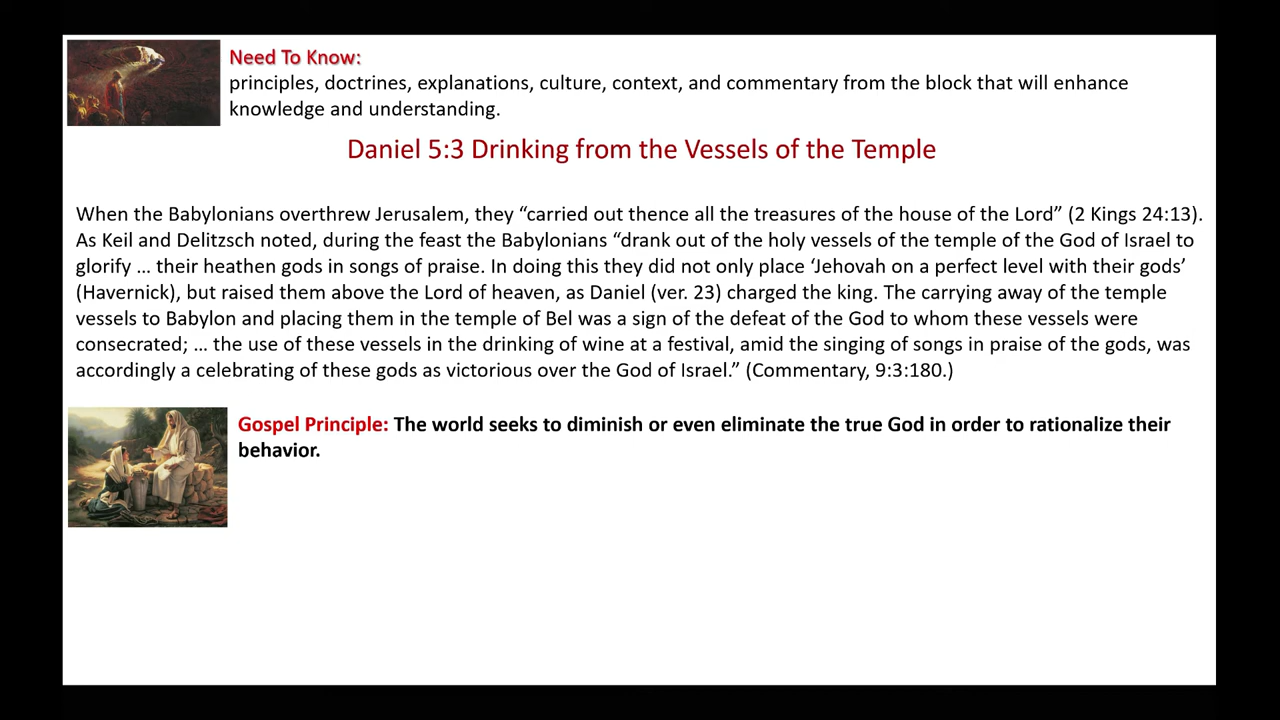 Need To Know:
principles, doctrines, explanations, culture, context, and commentary from the block that will enhance
knowledge and understanding.
Daniel 5:3 Drinking from the Vessels of the Temple
When the Babylonians overthrew Jerusalem, they “carried out thence all the treasures of the house of the Lord” (2 Kings 24:13).
As Keil and Delitzsch noted, during the feast the Babylonians “drank out of the holy vessels of the temple of the God of Israel to
glorify … their heathen gods in songs of praise. In doing this they did not only place ‘Jehovah on a perfect level with their gods’
(Havernick), but raised them above the Lord of heaven, as Daniel (ver. 23) charged the king. The carrying away of the temple
vessels to Babylon and placing them in the temple of Bel was a sign of the defeat of the God to whom these vessels were
consecrated; … the use of these vessels in the drinking of wine at a festival, amid the singing of songs in praise of the gods, was
accordingly a celebrating of these gods as victorious over the God of Israel.” (Commentary, 9:3:180.)
Gospel Principle: The world seeks to diminish or even eliminate the true God in order to rationalize their
behavior.